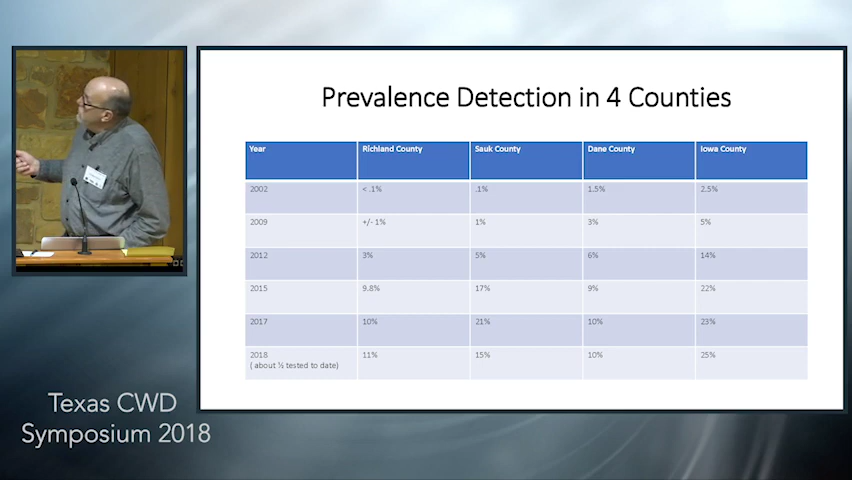 Prevalence Detection in 4 Counties
Year Richland County Sauk County Dane County Iowa County
2002 < .1% .1% 1.5% 2.5%
2009 +/- 1% 1% 3% 5%
2012 3% 5% 6% 14%
2015 9.8% 17% 9% 22%
2017 10% 21% 10% 23%
2018 11% 15% 10% 25%
( about ½ tested to date)
Texas CWD
Symposium 2018